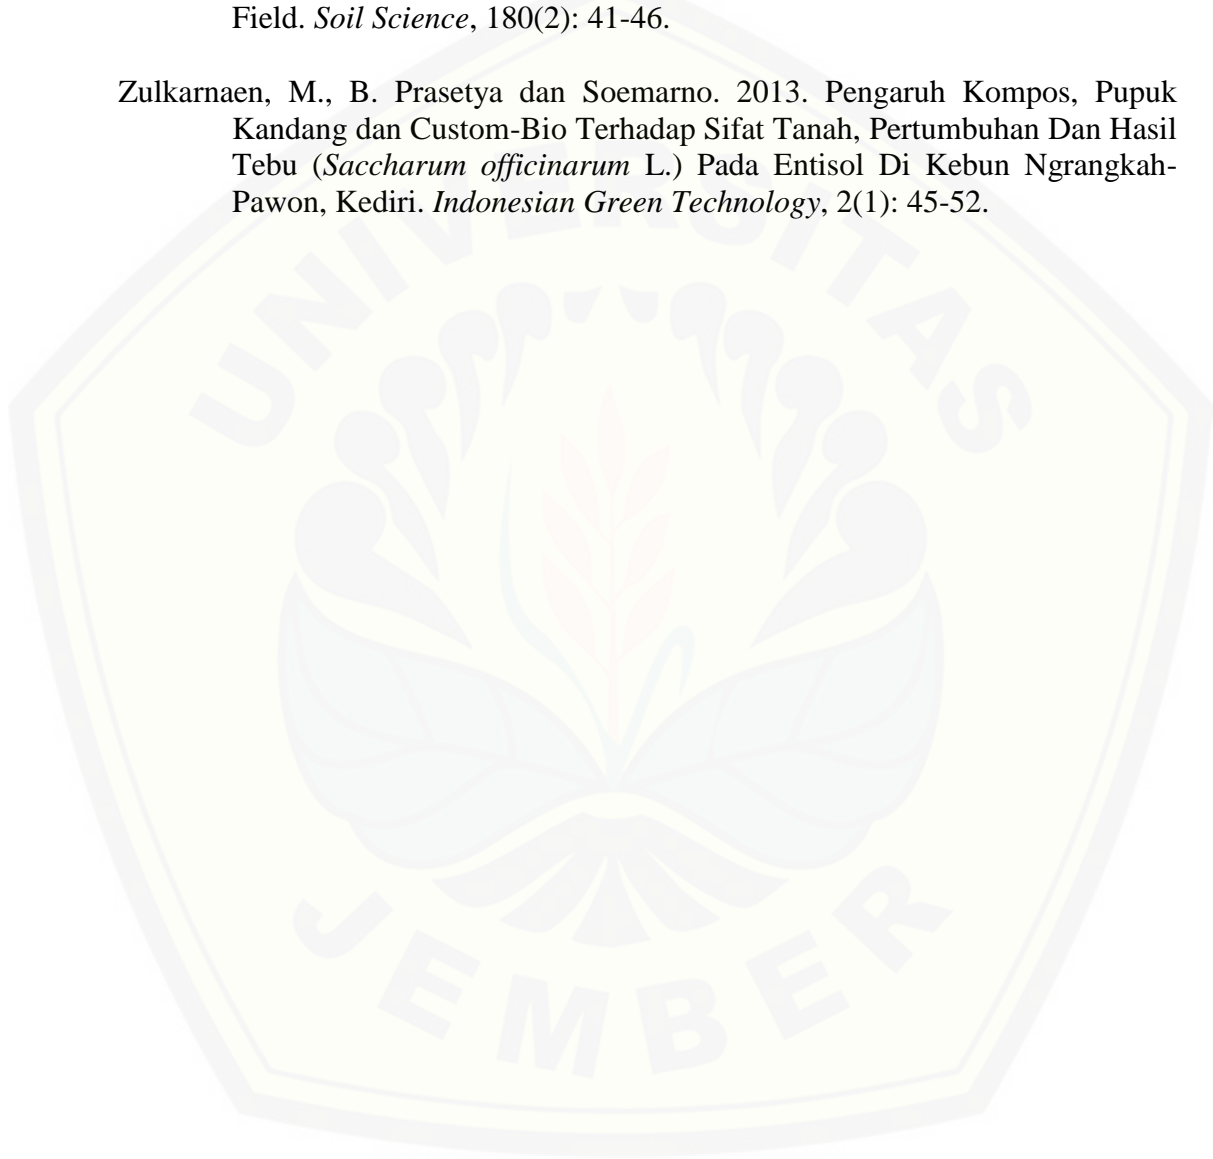 Field. Soil Science, 180(2): 41-46.
Zulkarnaen, M., B. Prasetya dan Soemarno. 2013. Pengaruh Kompos, Pupuk
Kandang dan Custom-Bio Terhadap Sifat Tanah, Pertumbuhan Dan Hasil
Tebu (Saccharum officinarum L.) Pada Entisol Di Kebun Ngrangkah-
Pawon, Kediri. Indonesian Green Technology, 2(1): 45-52.
UNIVERSITAS
JEMBER